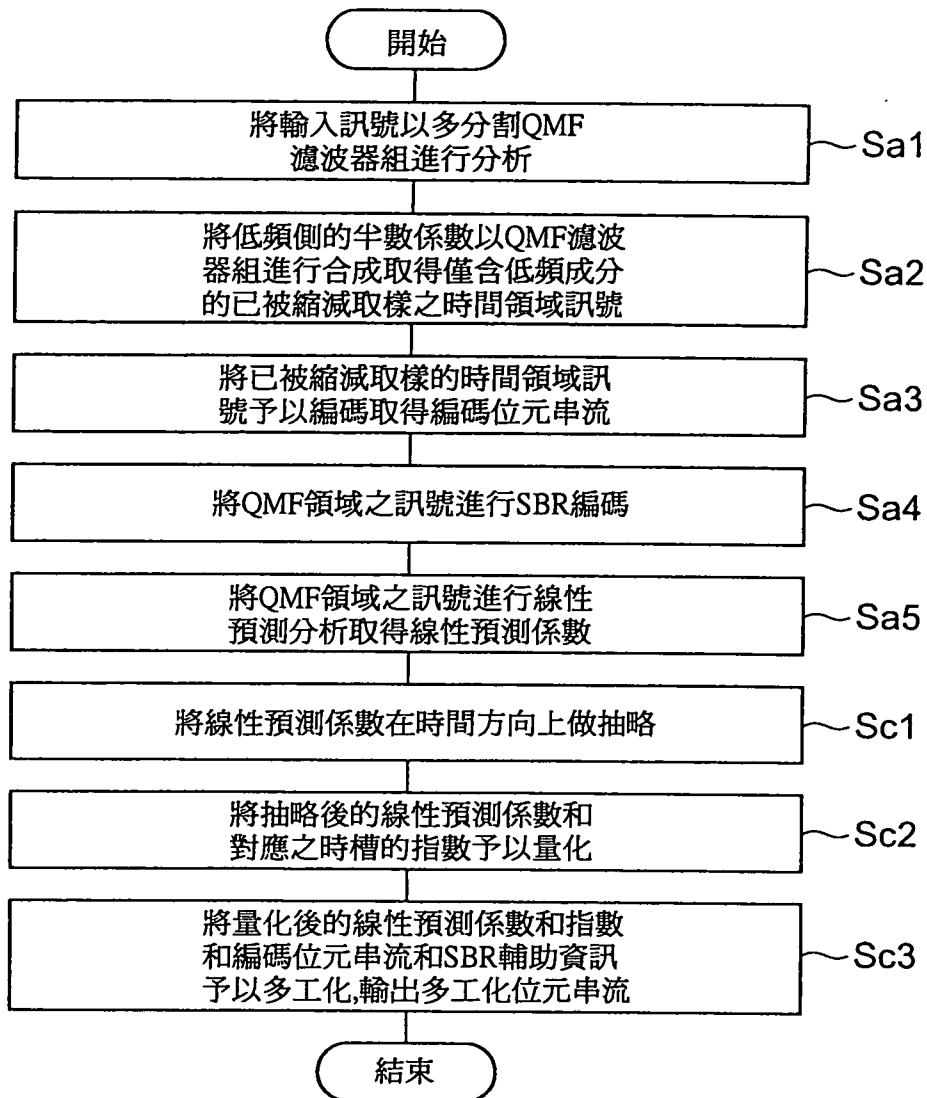 開始
將輸入訊號以多分割QMF
濾波器組進行分析
Sa1
將低頻側的半數係數以QMF濾波
器組進行合成取得僅含低頻成分
的已被縮減取樣之時間領域訊號
Sa2
將已被縮減取樣的時間領域訊
號予以編碼取得編碼位元串流
Sa3
將QMF領域之訊號進行SBR編碼
Sa4
將QMF領域之訊號進行線性
預測分析取得線性預測係數
Sa5
將線性預測係數在時間方向上做抽略
Sc1
將抽略後的線性預測係數和
對應之時槽的指數予以量化
Sc2
將量化後的線性預測係數和指數
和編碼位元串流和SBR輔助資訊
予以多工化,輸出多工化位元串流
Sc3
結束